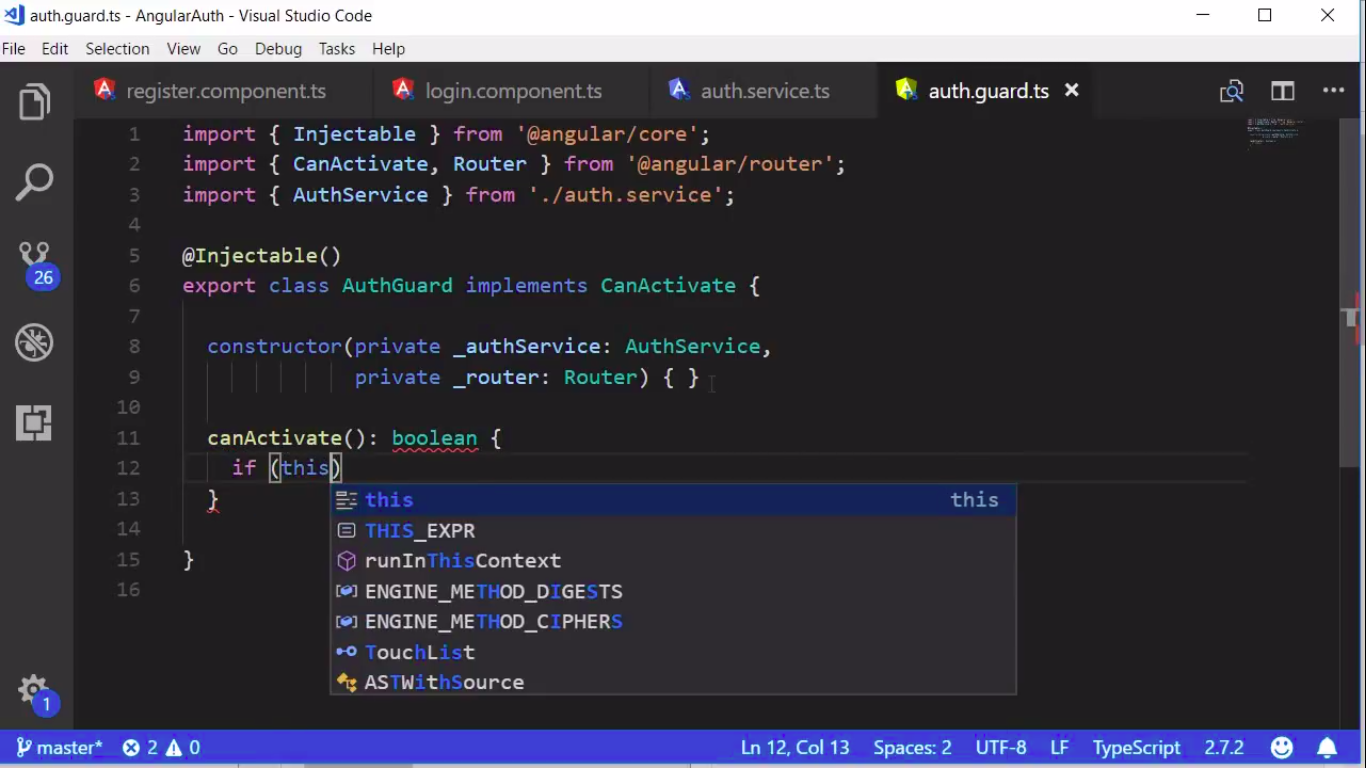 auth.guard.ts - AngularAuth - Visual Studio Code
File Edit Selection View Go Debug Tasks Help
register.component.ts login.component.ts auth.service.ts auth.guard.ts
1 import { Injectable } from '@angular/core';
2 import { CanActivate, Router } from '@angular/router';
3 import { AuthService } from './auth.service';
4
5 @Injectable()
6 export class AuthGuard implements CanActivate {
7
8 constructor(private _authService: AuthService,
9 private _router: Router) { }
10
11 canActivate(): boolean {
12 if (this)
13 }
14
15 }
16
this this
THIS_EXPR
runInThisContext
ENGINE_METHOD_DIGESTS
ENGINE_METHOD_CIPHERS
TouchList
ASTWithSource
26
1
master* 2 0 Ln 12, Col 13 Spaces: 2 UTF-8 LF TypeScript 2.7.2